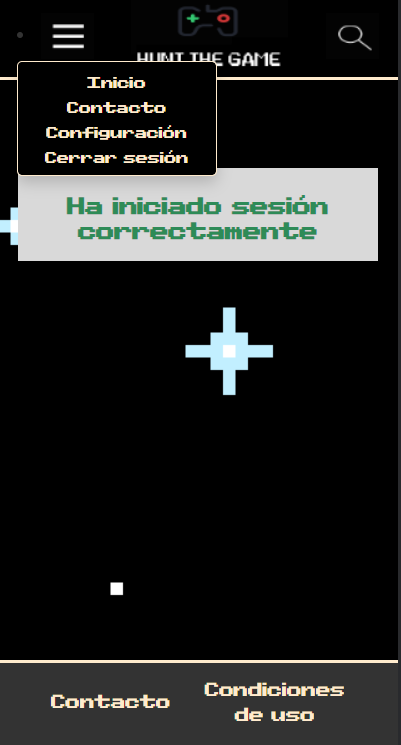 HUNT THE GAME
Inicio
Contacto
Configuración
Cerrar sesión
Ha iniciado sesión
correctamente
Contacto
Condiciones
de uso